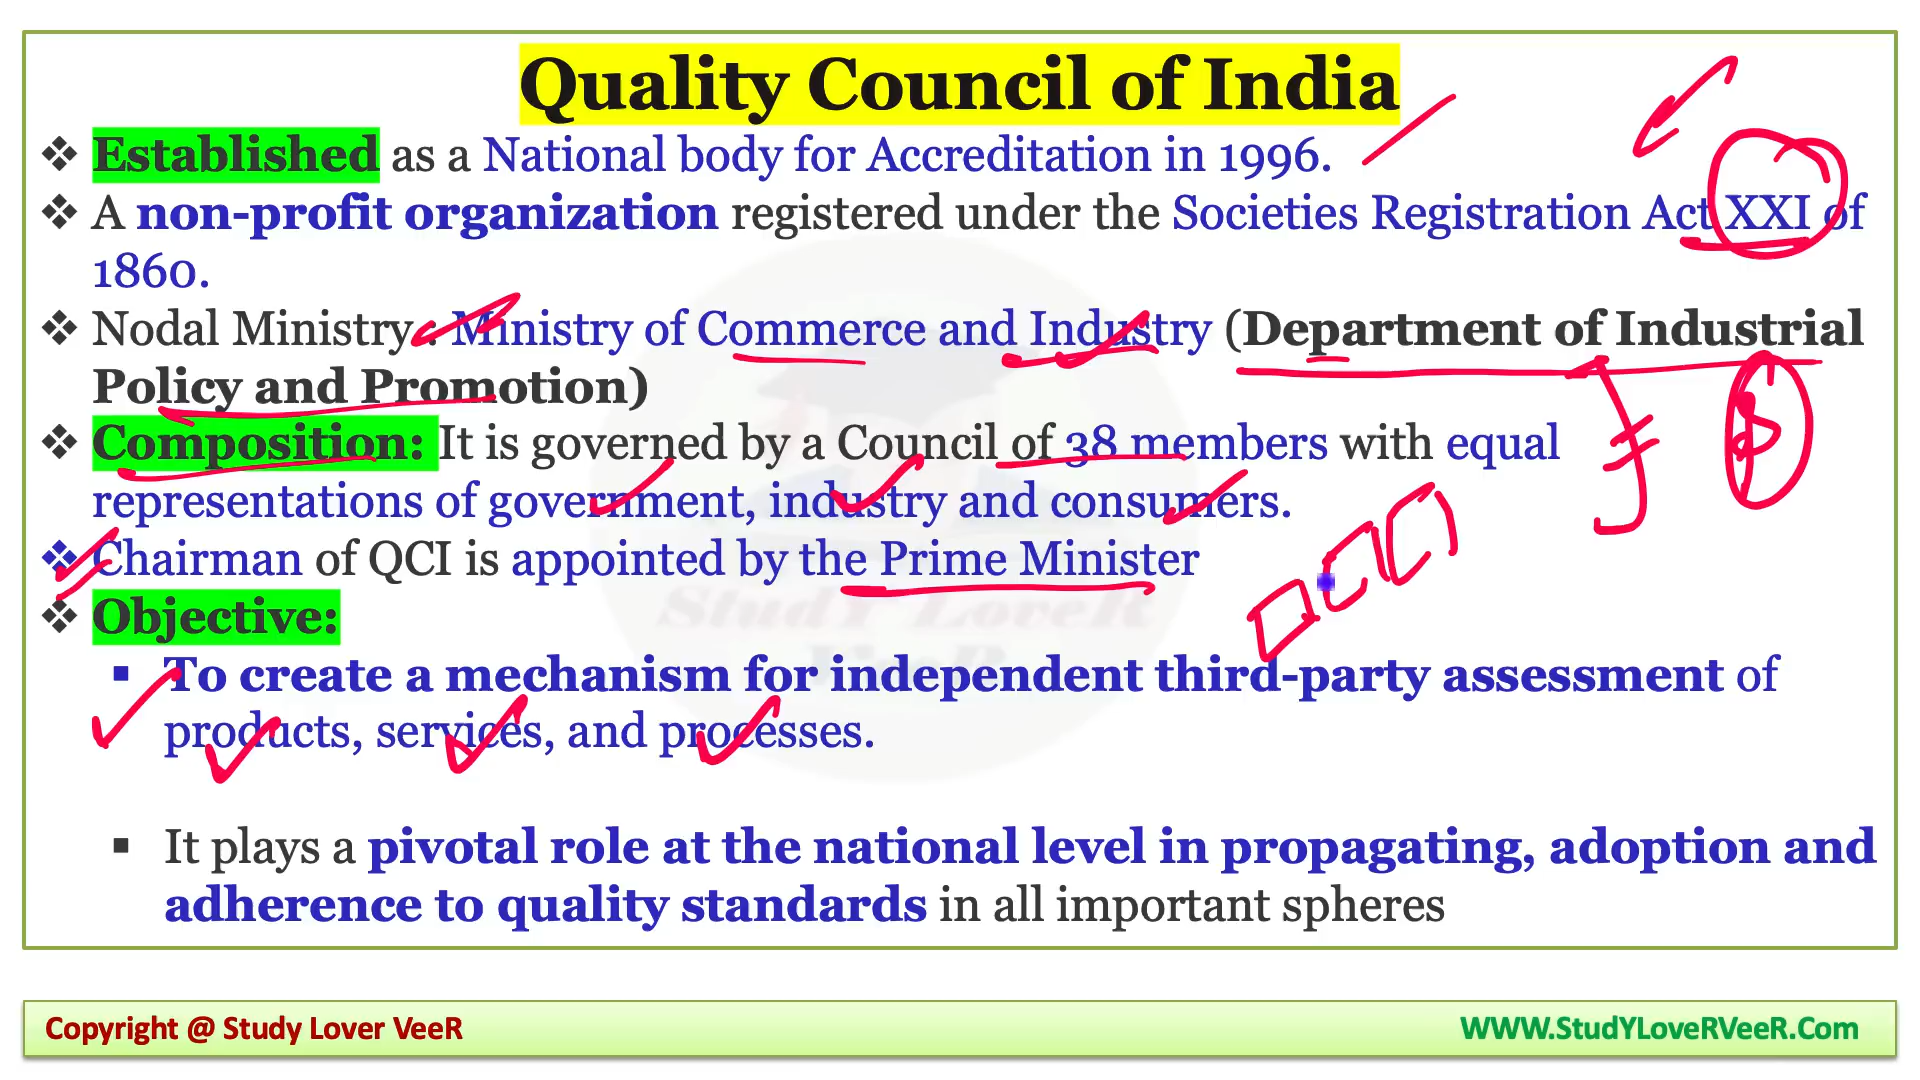 Quality Council of India
❖ Established as a National body for Accreditation in 1996.
❖ A non-profit organization registered under the Societies Registration Act XXI of
1860.
❖ Nodal Ministry : Ministry of Commerce and Industry (Department of Industrial
Policy and Promotion)
❖ Composition: It is governed by a Council of 38 members with equal
representations of government, industry and consumers.
❖ Chairman of QCI is appointed by the Prime Minister
❖ Objective:
▪ To create a mechanism for independent third-party assessment of
products, services, and processes.
▪ It plays a pivotal role at the national level in propagating, adoption and
adherence to quality standards in all important spheres
StudY LoveR
VeeR
Copyright @ Study Lover VeeR
WWW.StudYLoveRVeeR.Com